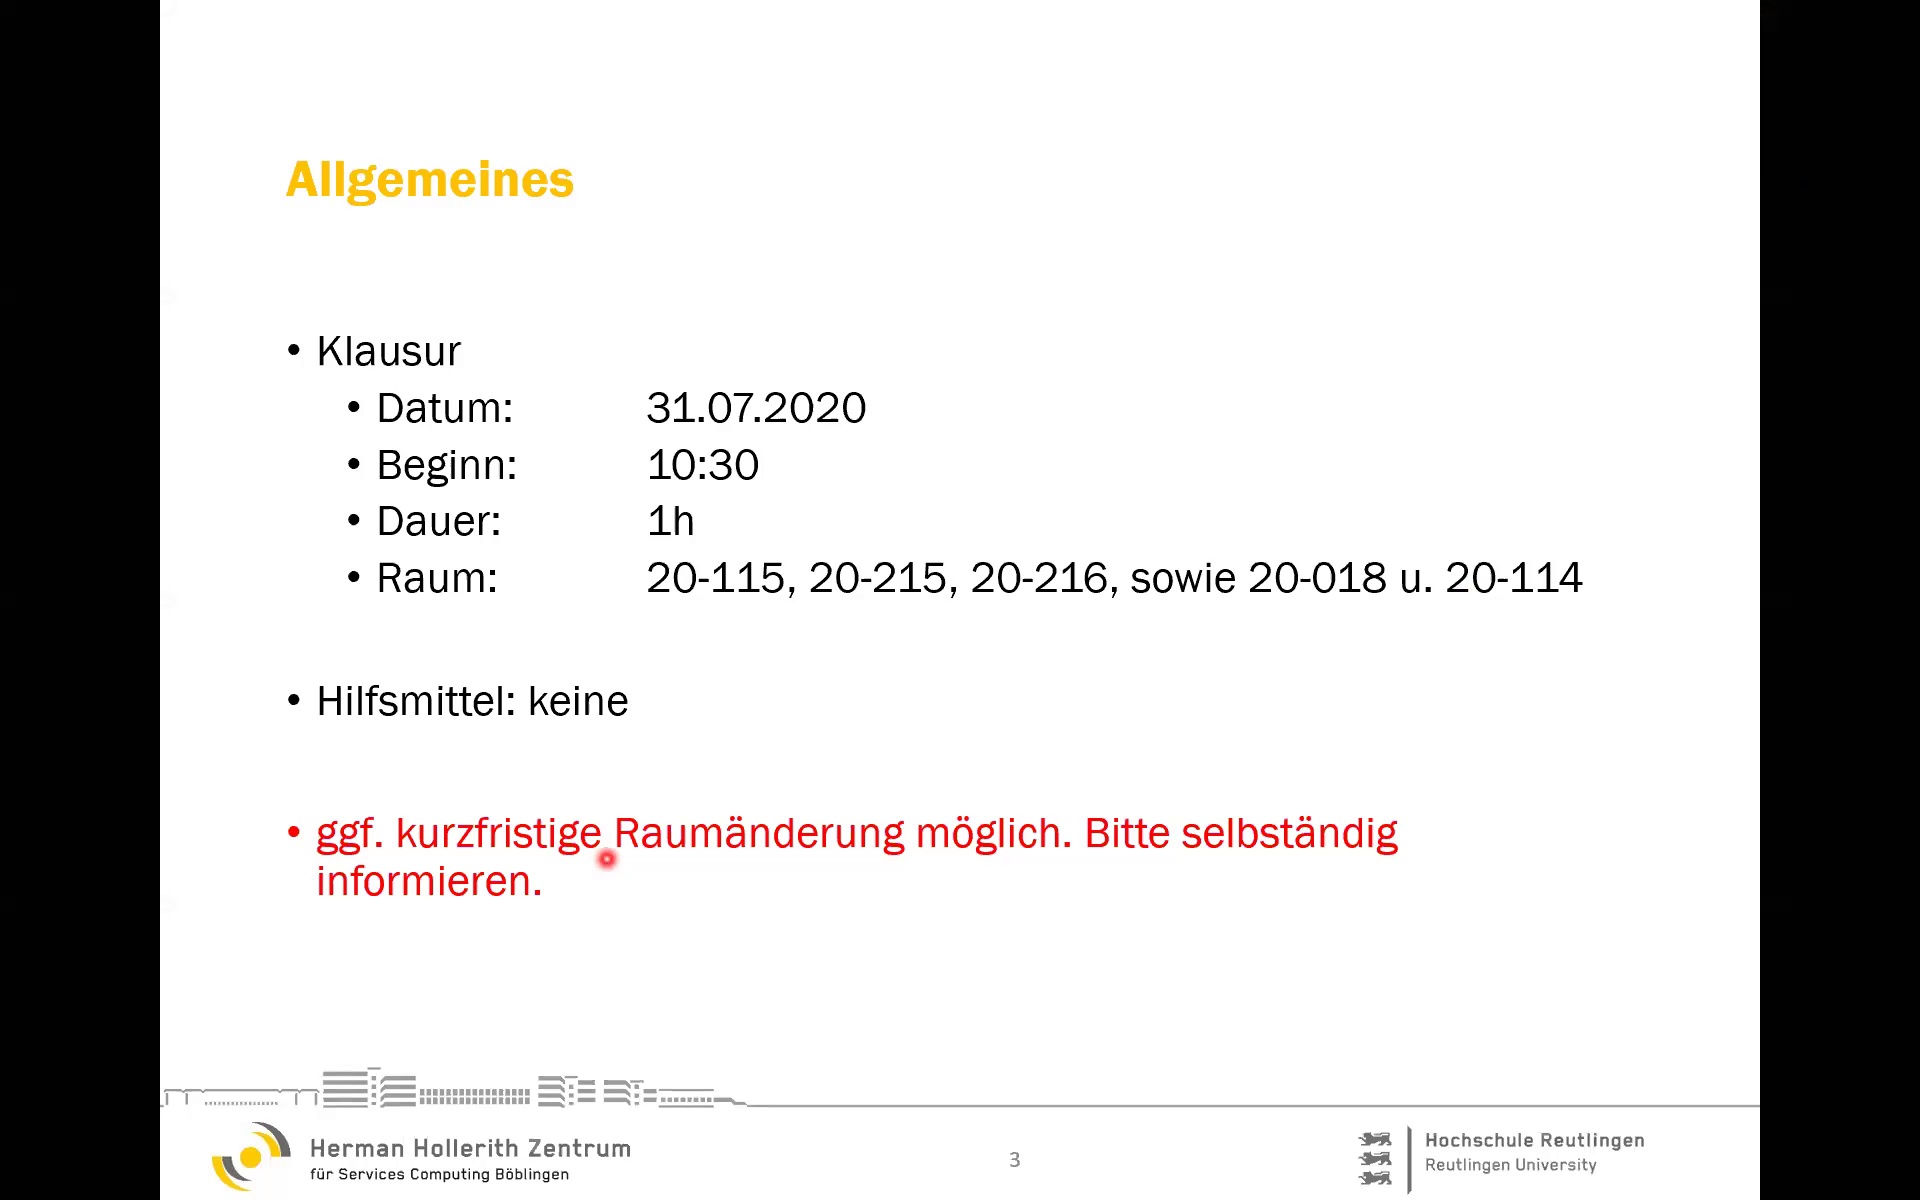 Allgemeines
• Klausur
• Datum: 31.07.2020
• Beginn: 10:30
• Dauer: 1h
• Raum: 20-115, 20-215, 20-216, sowie 20-018 u. 20-114
• Hilfsmittel: keine
• ggf. kurzfristige Raumänderung möglich. Bitte selbständig
informieren.
Herman Hollerith Zentrum
für Services Computing Böblingen
3
Hochschule Reutlingen
Reutlingen University